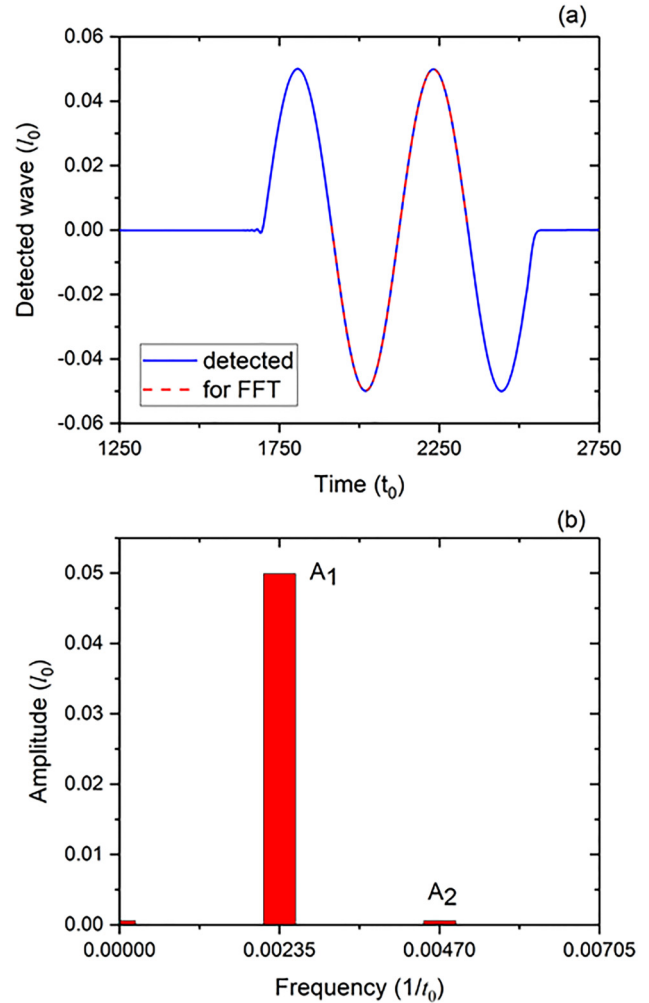 (a)
0.06
0.04
0.02
0.00
-0.02
-0.04
-0.06
Detected wave (l₀)
detected
for FFT
1250 1750 2250 2750
Time (t₀)
(b)
0.05
0.04
0.03
0.02
0.01
0.00
Amplitude (l₀)
A₁
A₂
0.00000 0.00235 0.00470 0.00705
Frequency (1/t₀)